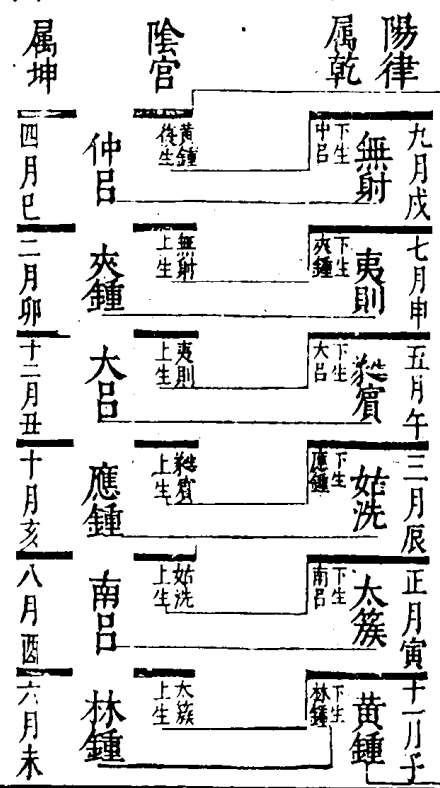 陽律
属乾
陰宮
属坤
九月戌
無射
下生
中呂
黃鍾
生
仲呂
四月巳
七月申
夷則
下生
夾鍾
無射
上生
夾鍾
二月卯
五月午
蕤賓
下生
大呂
夷則
上生
大呂
十二月丑
三月辰
姑洗
下生
應鍾
蕤賓
上生
應鍾
十月亥
正月寅
太簇
下生
南呂
姑洗
上生
南呂
八月酉
十一月子
黃鍾
下生
林鍾
太簇
上生
林鍾
六月未